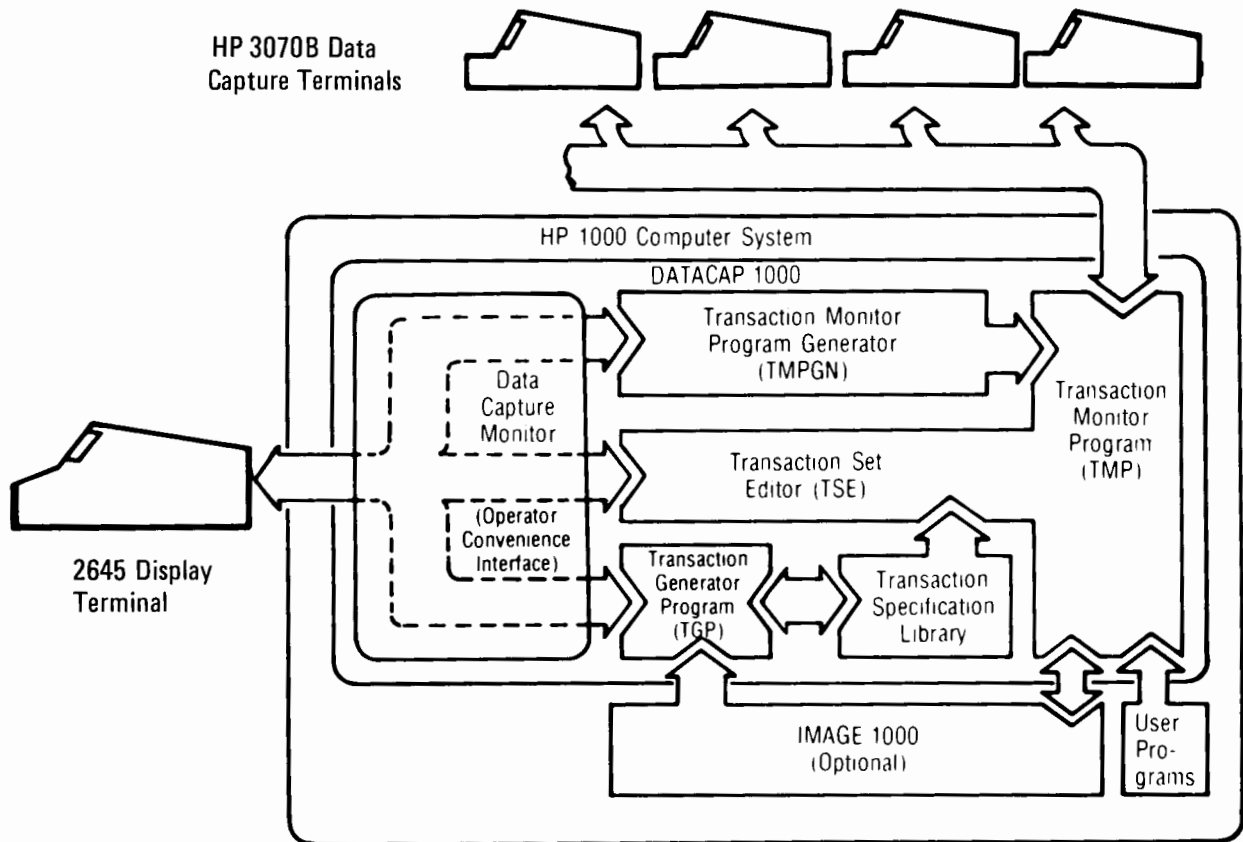 HP 3070B Data
Capture Terminals
HP 1000 Computer System
DATACAP 1000
Transaction Monitor
Program Generator
(TMPGN)
Data
Capture
Monitor
Transaction
Monitor
Program
(TMP)
Transaction Set
Editor (TSE)
(Operator
Convenience
Interface)
2645 Display
Terminal
Transaction
Generator
Program
(TGP)
Transaction
Specification
Library
IMAGE 1000
(Optional)
User
Pro-
grams